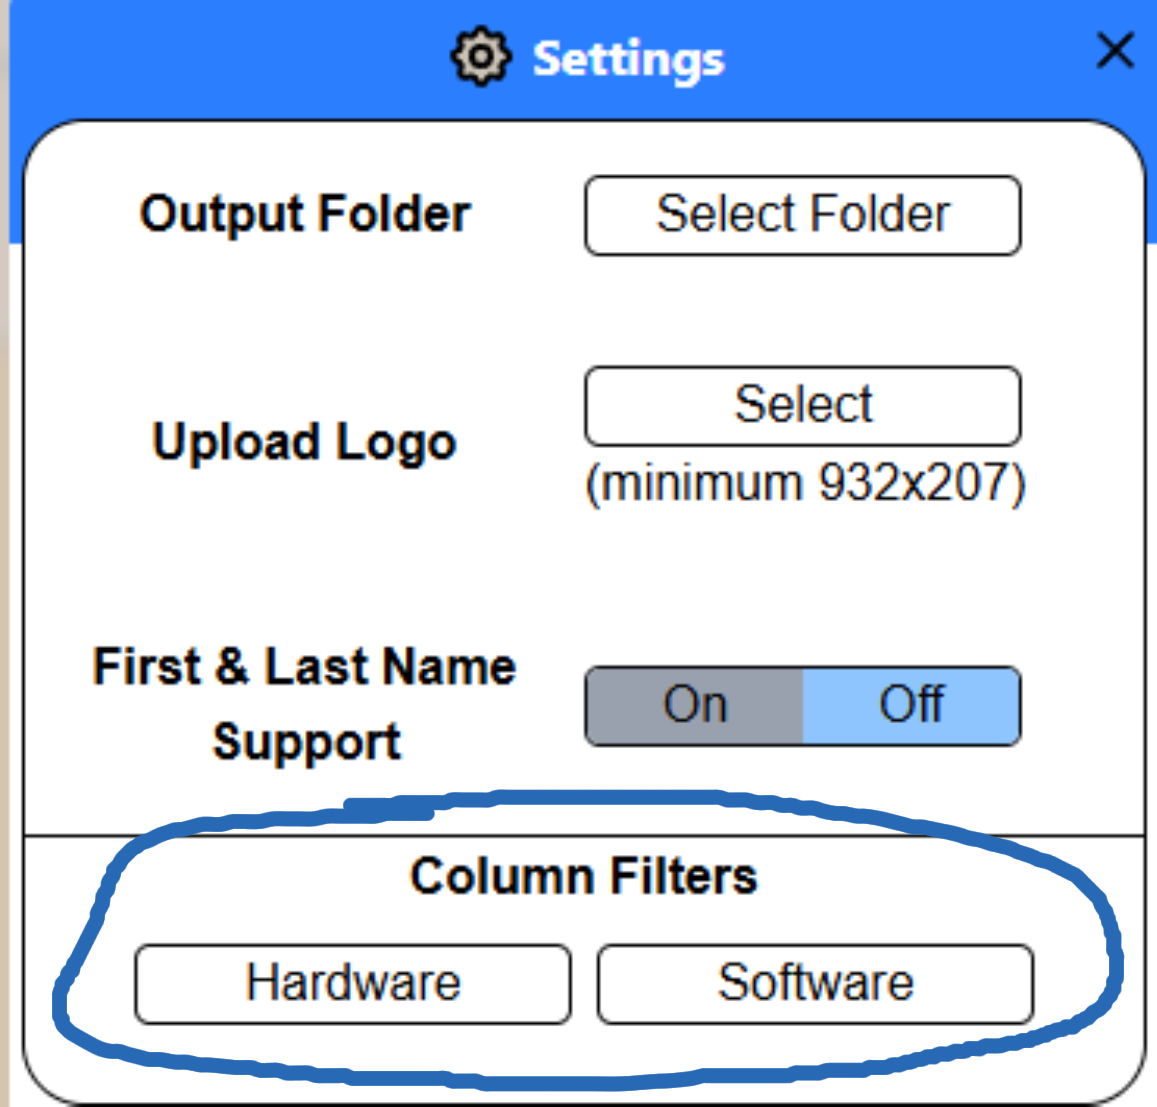 Settings
Output Folder
Select Folder
Upload Logo
Select
(minimum 932x207)
First & Last Name
Support
On
Off
Column Filters
Hardware
Software